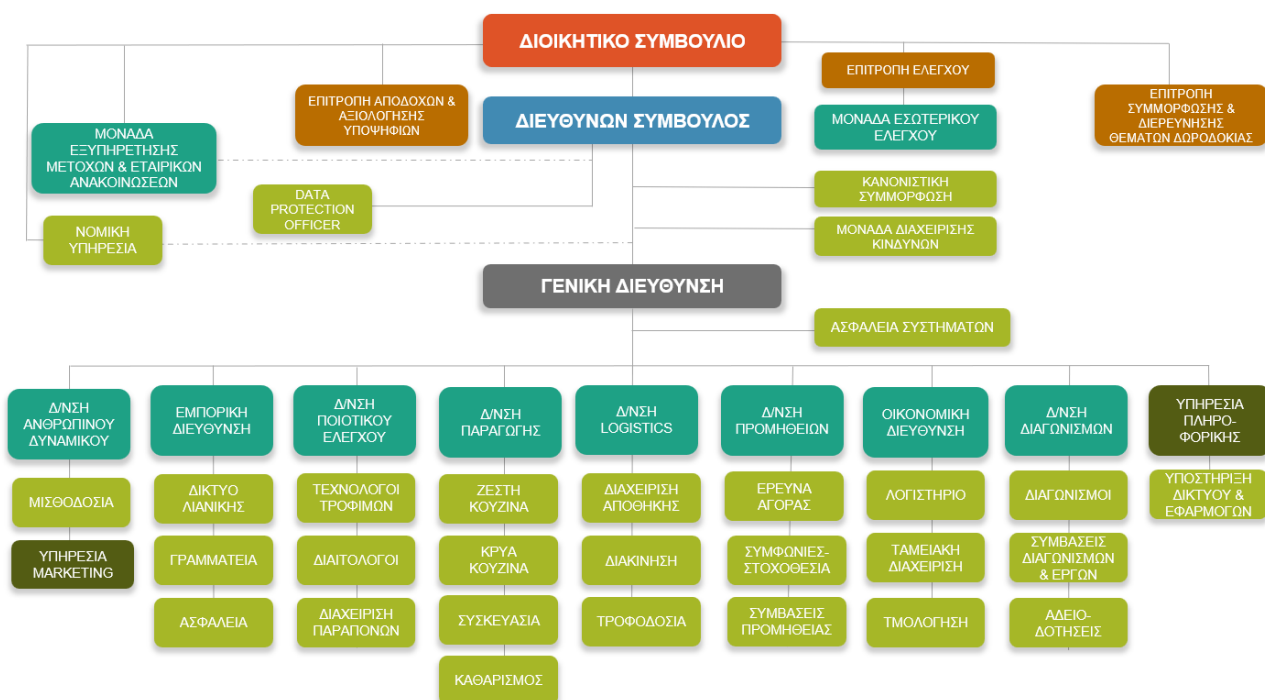 ΔΙΟΙΚΗΤΙΚΟ ΣΥΜΒΟΥΛΙΟ
ΕΠΙΤΡΟΠΗ ΑΠΟΔΟΧΩΝ &
ΑΞΙΟΛΟΓΗΣΗΣ
ΥΠΟΨΗΦΙΩΝ
ΔΙΕΥΘΥΝΩΝ ΣΥΜΒΟΥΛΟΣ
ΕΠΙΤΡΟΠΗ ΕΛΕΓΧΟΥ
ΜΟΝΑΔΑ ΕΣΩΤΕΡΙΚΟΥ
ΕΛΕΓΧΟΥ
ΕΠΙΤΡΟΠΗ
ΣΥΜΜΟΡΦΩΣΗΣ &
ΔΙΕΡΕΥΝΗΣΗΣ
ΘΕΜΑΤΩΝ ΔΩΡΟΔΟΚΙΑΣ
ΜΟΝΑΔΑ
ΕΞΥΠΗΡΕΤΗΣΗΣ
ΜΕΤΟΧΩΝ & ΕΤΑΙΡΙΚΩΝ
ΑΝΑΚΟΙΝΩΣΕΩΝ
DATA
PROTECTION
OFFICER
ΚΑΝΟΝΙΣΤΙΚΗ
ΣΥΜΜΟΡΦΩΣΗ
ΝΟΜΙΚΗ
ΥΠΗΡΕΣΙΑ
ΜΟΝΑΔΑ ΔΙΑΧΕΙΡΙΣΗΣ
ΚΙΝΔΥΝΩΝ
ΓΕΝΙΚΗ ΔΙΕΥΘΥΝΣΗ
ΑΣΦΑΛΕΙΑ ΣΥΣΤΗΜΑΤΩΝ
Δ/ΝΣΗ
ΑΝΘΡΩΠΙΝΟΥ
ΔΥΝΑΜΙΚΟΥ
ΜΙΣΘΟΔΟΣΙΑ
ΥΠΗΡΕΣΙΑ
MARKETING
ΕΜΠΟΡΙΚΗ
ΔΙΕΥΘΥΝΣΗ
ΔΙΚΤΥΟ
ΛΙΑΝΙΚΗΣ
ΓΡΑΜΜΑΤΕΙΑ
ΑΣΦΑΛΕΙΑ
Δ/ΝΣΗ
ΠΟΙΟΤΙΚΟΥ
ΕΛΕΓΧΟΥ
ΤΕΧΝΟΛΟΓΟΙ
ΤΡΟΦΙΜΩΝ
ΔΙΑΙΤΟΛΟΓΟΙ
ΔΙΑΧΕΙΡΙΣΗ
ΠΑΡΑΠΟΝΩΝ
Δ/ΝΣΗ
ΠΑΡΑΓΩΓΗΣ
ΖΕΣΤΗ
ΚΟΥΖΙΝΑ
ΚΡΥΑ
ΚΟΥΖΙΝΑ
ΣΥΣΚΕΥΑΣΙΑ
ΚΑΘΑΡΙΣΜΟΣ
Δ/ΝΣΗ
LOGISTICS
ΔΙΑΧΕΙΡΙΣΗ
ΑΠΟΘΗΚΗΣ
ΔΙΑΚΙΝΗΣΗ
ΤΡΟΦΟΔΟΣΙΑ
Δ/ΝΣΗ
ΠΡΟΜΗΘΕΙΩΝ
ΕΡΕΥΝΑ
ΑΓΟΡΑΣ
ΣΥΜΦΩΝΙΕΣ-
ΣΤΟΧΟΘΕΣΙΑ
ΣΥΜΒΑΣΕΙΣ
ΠΡΟΜΗΘΕΙΑΣ
ΟΙΚΟΝΟΜΙΚΗ
ΔΙΕΥΘΥΝΣΗ
ΛΟΓΙΣΤΗΡΙΟ
ΤΑΜΕΙΑΚΗ
ΔΙΑΧΕΙΡΙΣΗ
ΤΜΟΛΟΓΗΣΗ
Δ/ΝΣΗ
ΔΙΑΓΩΝΙΣΜΩΝ
ΔΙΑΓΩΝΙΣΜΟΙ
ΣΥΜΒΑΣΕΙΣ
ΔΙΑΓΩΝΙΣΜΩΝ
& ΕΡΓΩΝ
ΑΔΕΙΟ-
ΔΟΤΗΣΕΙΣ
ΥΠΗΡΕΣΙΑ
ΠΛΗΡΟ-
ΦΟΡΙΚΗΣ
ΥΠΟΣΤΗΡΙΞΗ
ΔΙΚΤΥΟΥ &
ΕΦΑΡΜΟΓΩΝ